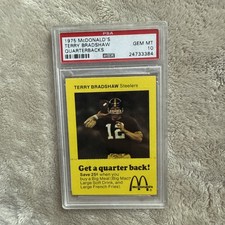 PSA
1975 McDONALD'S
TERRY BRADSHAW
QUARTERBACKS
GEM MT
10
24733384
TERRY BRADSHAW Steelers
12
Get a quarter back!
Save 25¢ when you
buy a Big Meal (Big Mac,
Large Soft Drink, and
Large French Fries)